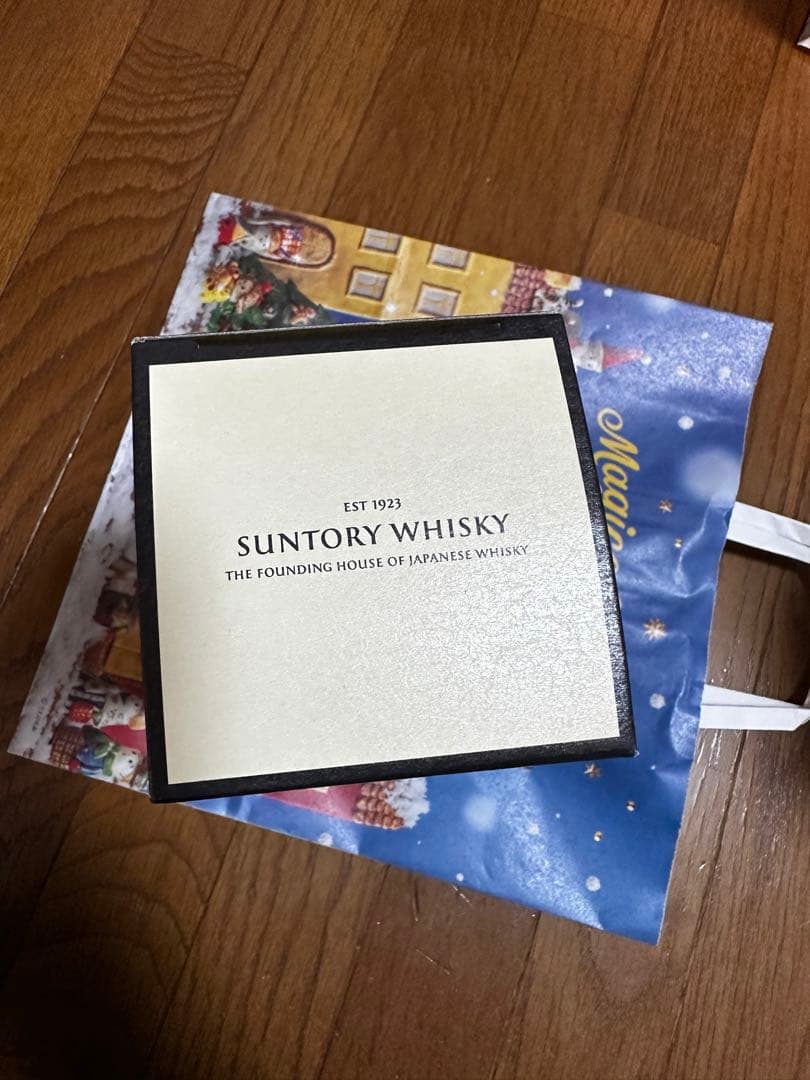 EST 1923
SUNTORY WHISKY
THE FOUNDING HOUSE OF JAPANESE WHISKY